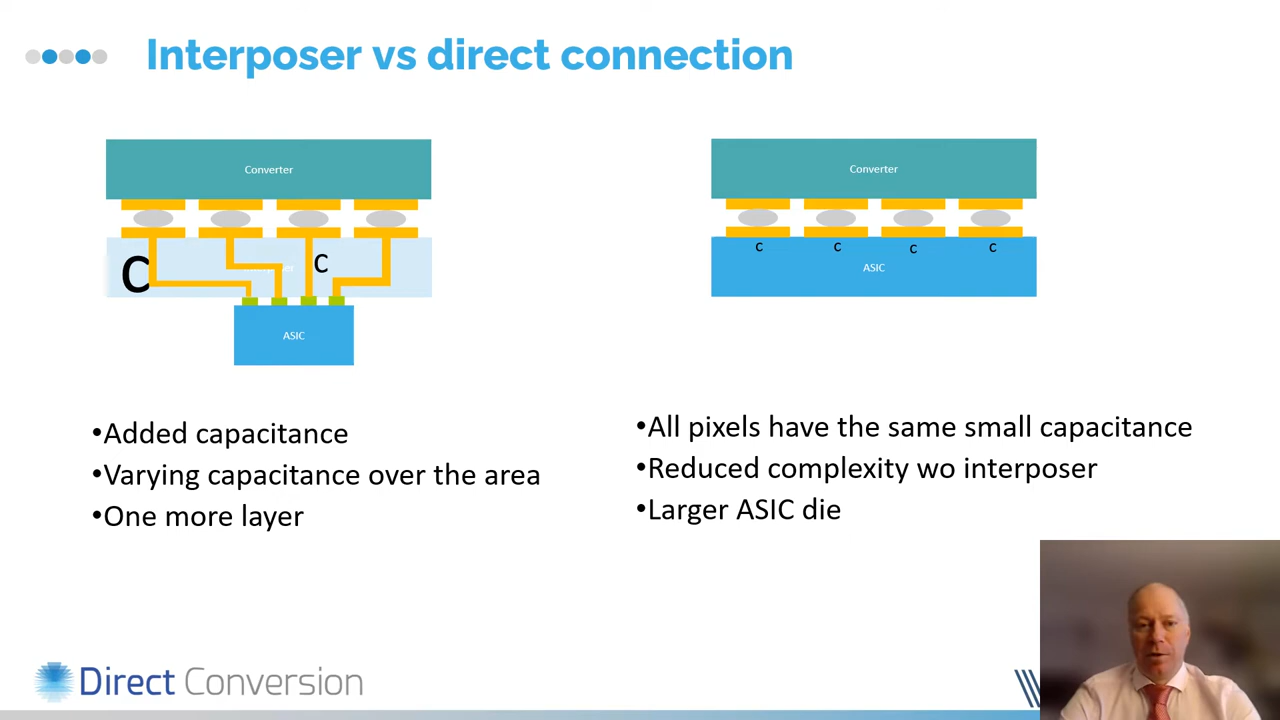 Interposer vs direct connection
Converter
C
C
ASIC
•Added capacitance
•Varying capacitance over the area
•One more layer
Converter
C C C C
ASIC
•All pixels have the same small capacitance
•Reduced complexity wo interposer
•Larger ASIC die
Direct Conversion